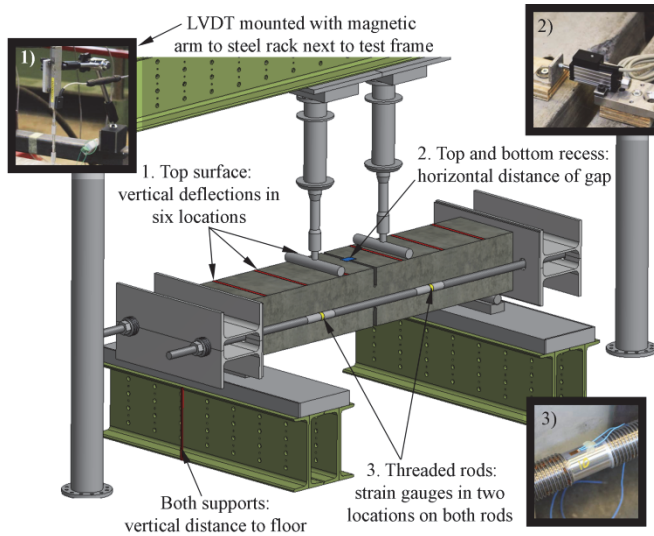 LVDT mounted with magnetic
arm to steel rack next to test frame
1)
2)
1. Top surface:
vertical deflections in
six locations
2. Top and bottom recess:
horizontal distance of gap
3)
Both supports:
vertical distance to floor
3. Threaded rods:
strain gauges in two
locations on both rods